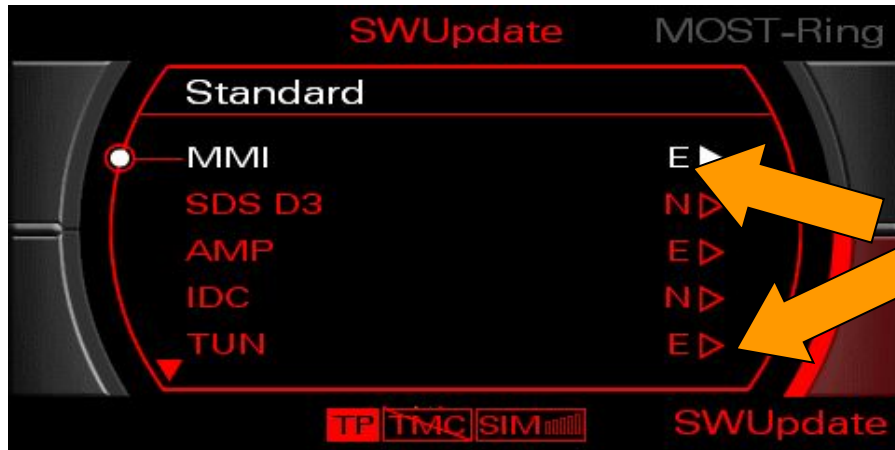 SWUpdate MOST-Ring
Standard
MMI E
SDS D3 N
AMP E
IDC N
TUN E
TP TMC SIM SWUpdate